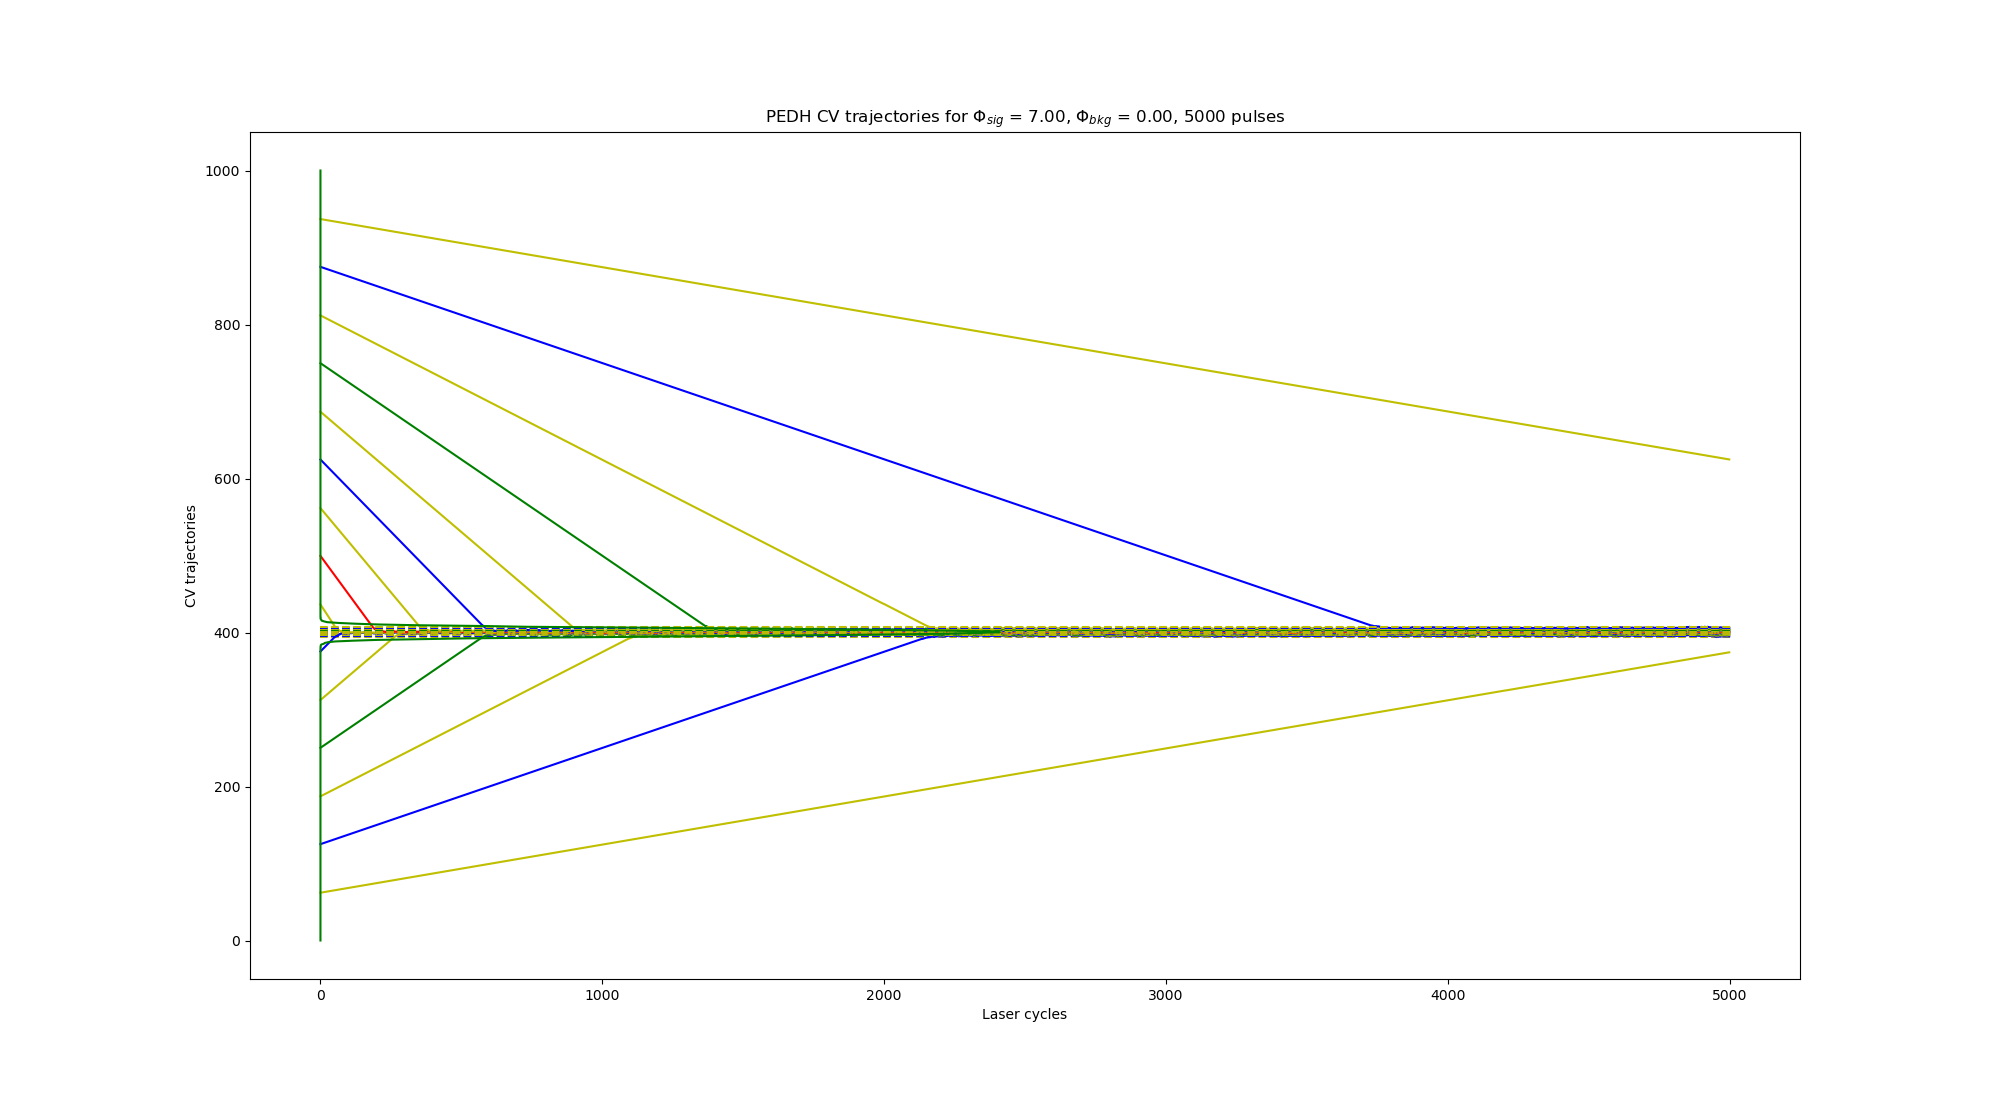 PEDH CV trajectories for Φsig = 7.00, Φbkg = 0.00, 5000 pulses
1000
800
600
400
200
0
CV trajectories
0 1000 2000 3000 4000 5000
Laser cycles